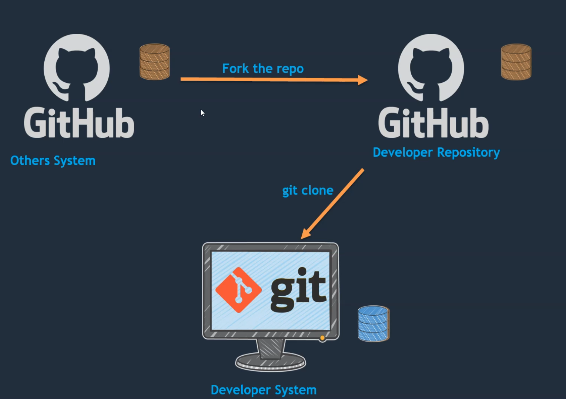 Fork the repo
GitHub
GitHub
Others System
Developer Repository
git clone
git
Developer System